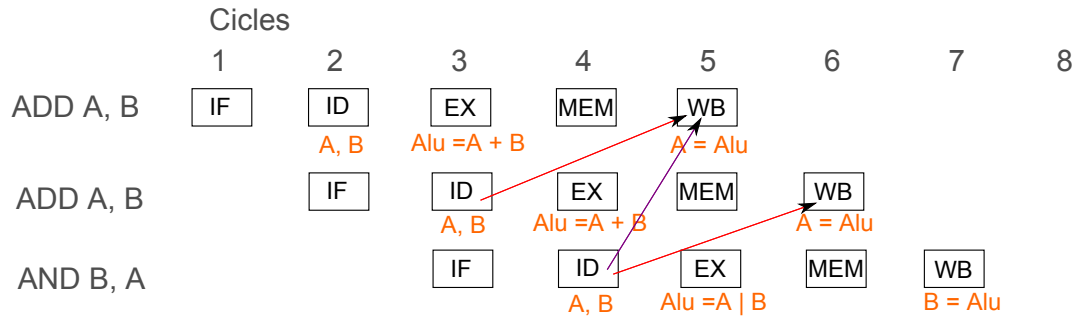 Cicles
1 2 3 4 5 6 7 8
ADD A, B IF ID EX MEM WB
A, B Alu =A + B A = Alu
ADD A, B IF ID EX MEM WB
A, B Alu =A + B A = Alu
AND B, A IF ID EX MEM WB
A, B Alu =A | B B = Alu